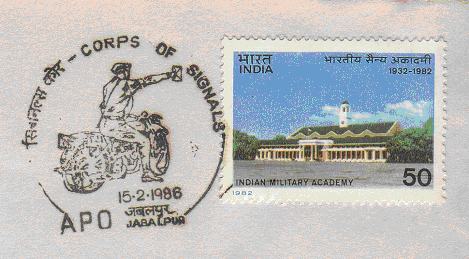 सिगनल्स कोर - CORPS OF SIGNALS
15-2-1986
APO जबलपुर
JABALPUR
भारत भारतीय सैन्य अकादमी
INDIA 1932-1982
INDIAN MILITARY ACADEMY 50
1982